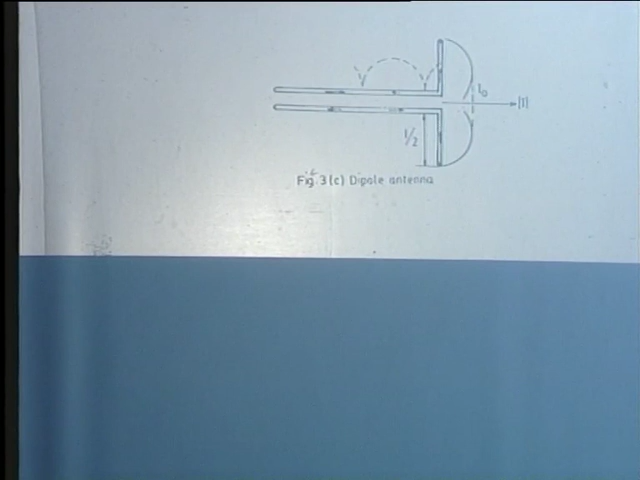 I₀
|I|
l/2
Fig. 3(c) Dipole antenna